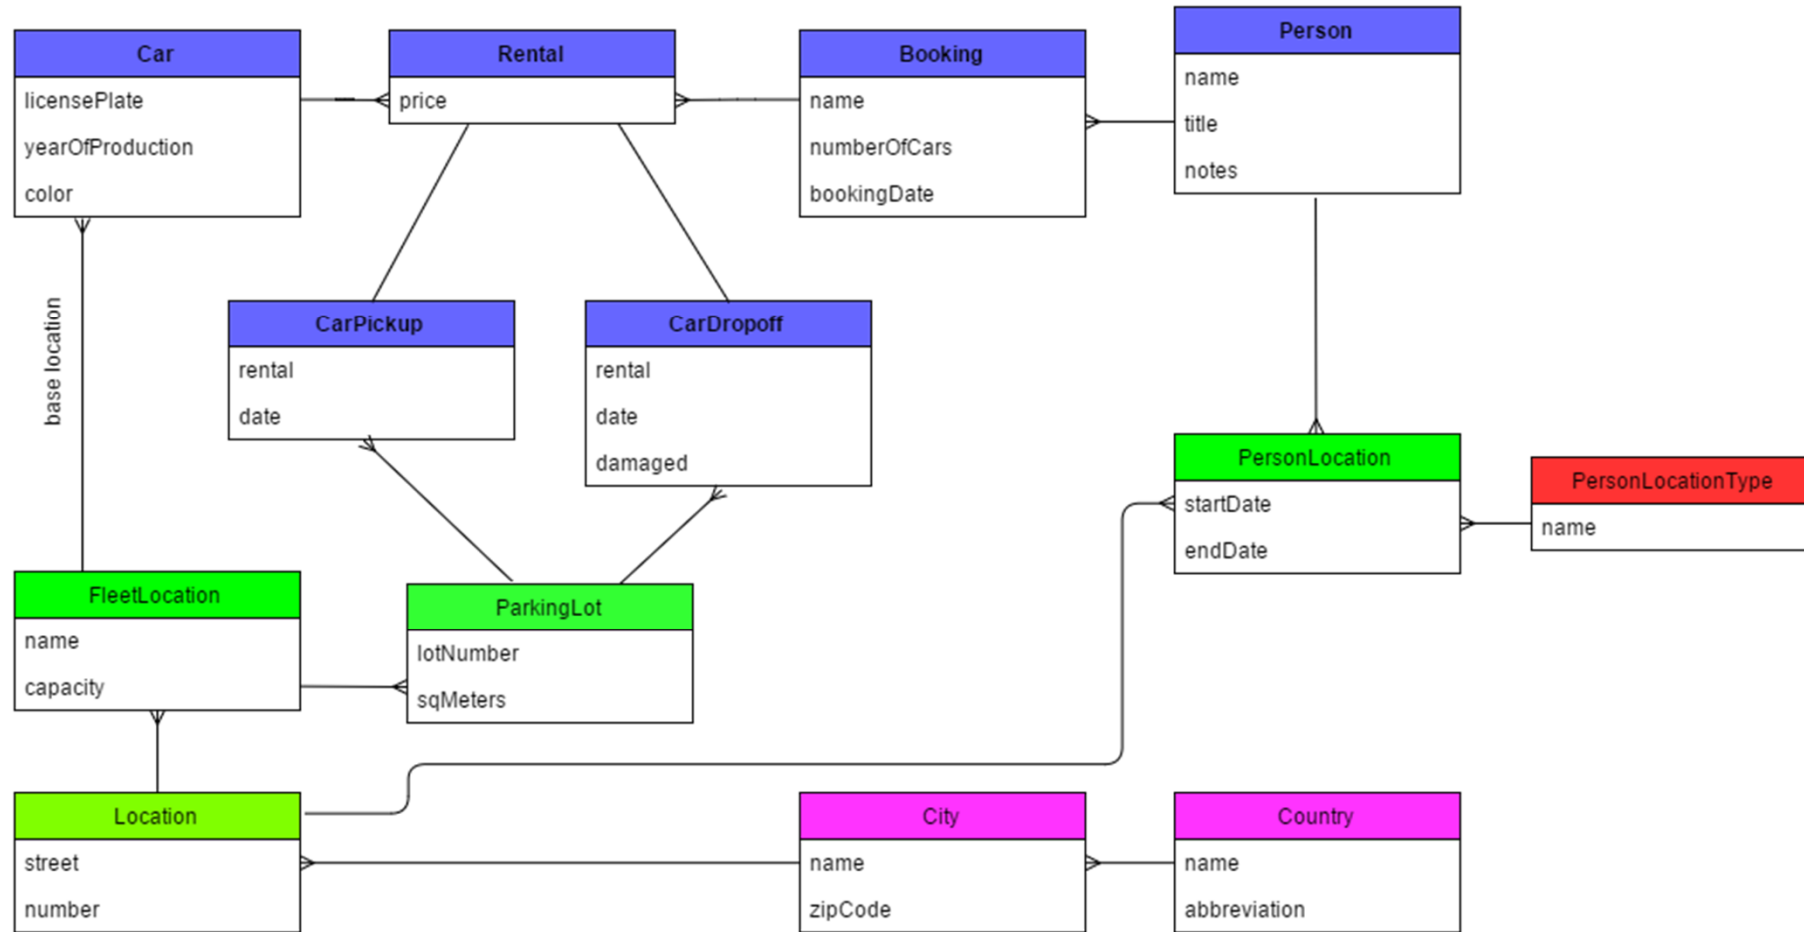 Car
licensePlate
yearOfProduction
color
Rental
price
Booking
name
numberOfCars
bookingDate
Person
name
title
notes
base location
CarPickup
rental
date
CarDropoff
rental
date
damaged
PersonLocation
startDate
endDate
PersonLocationType
name
FleetLocation
name
capacity
ParkingLot
lotNumber
sqMeters
Location
street
number
City
name
zipCode
Country
name
abbreviation